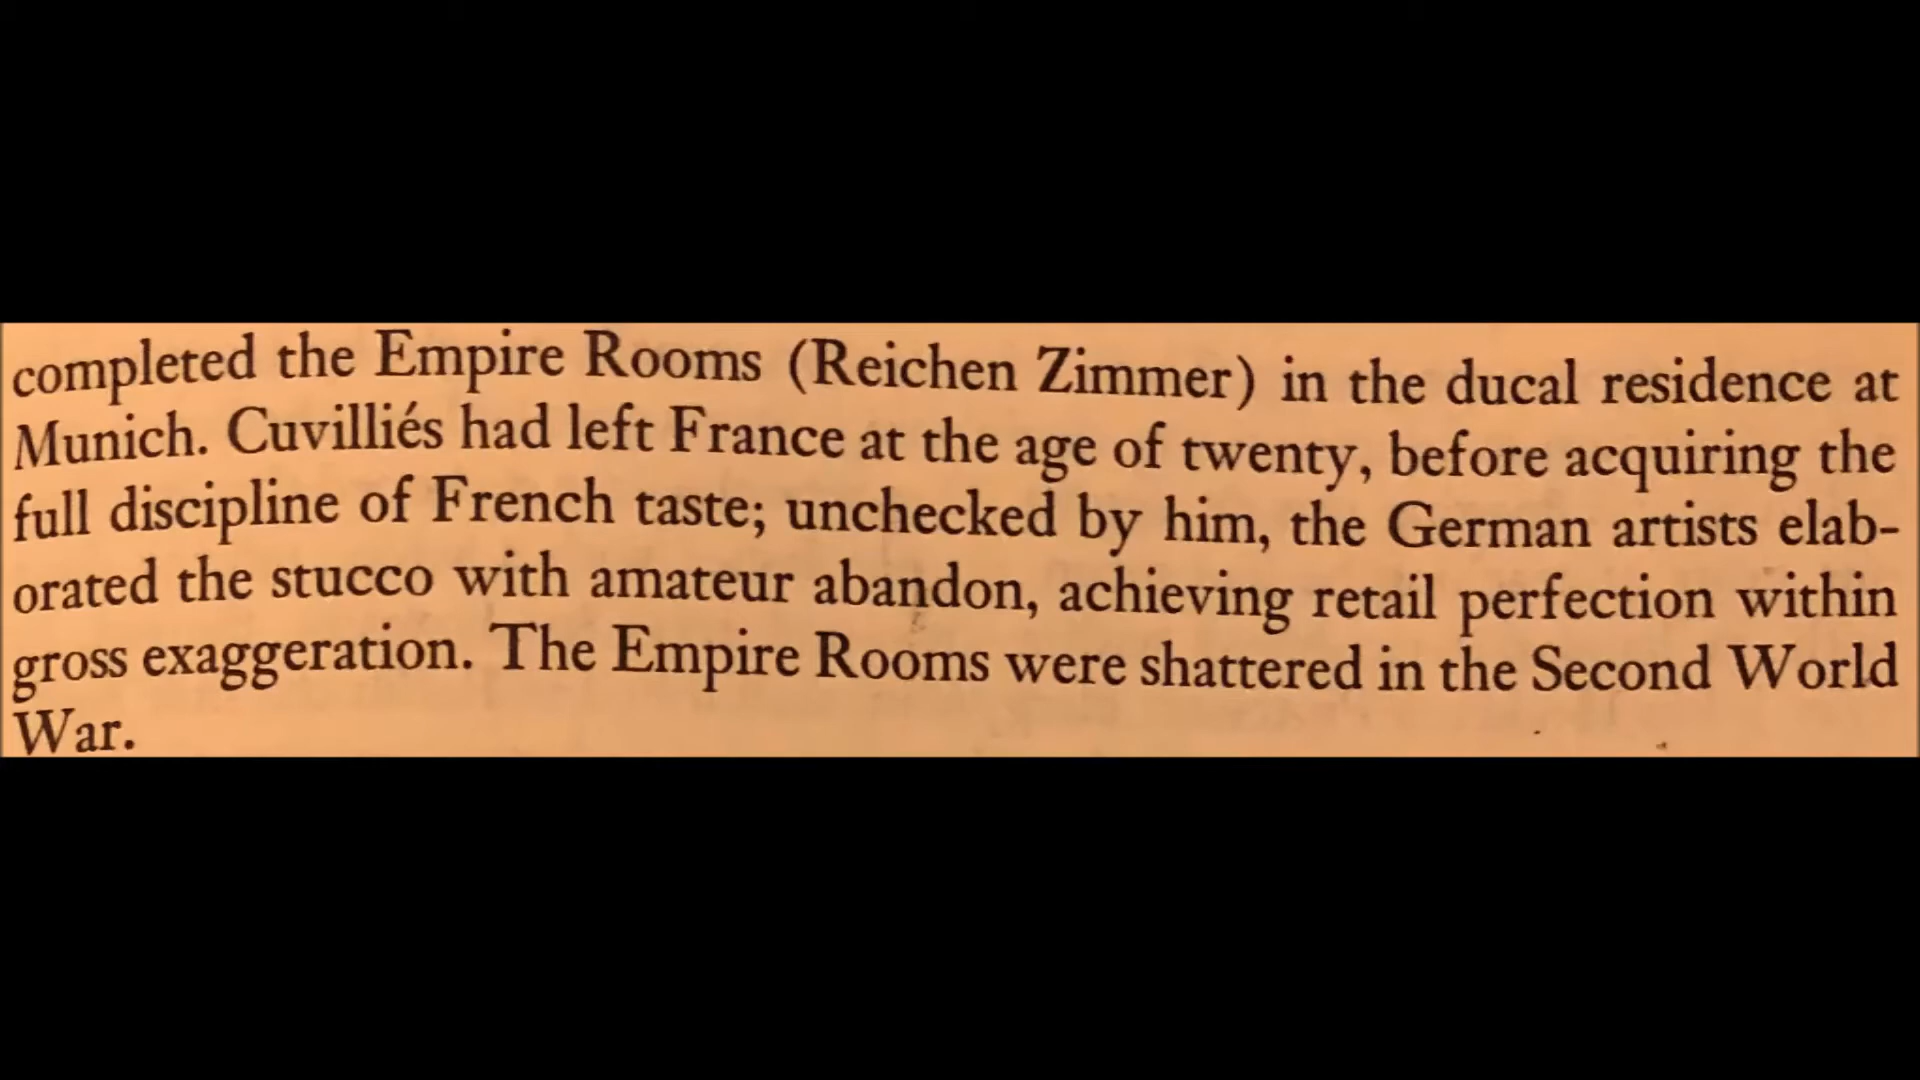 completed the Empire Rooms (Reichen Zimmer) in the ducal residence at
Munich. Cuvilliés had left France at the age of twenty, before acquiring the
full discipline of French taste; unchecked by him, the German artists elab-
orated the stucco with amateur abandon, achieving retail perfection within
gross exaggeration. The Empire Rooms were shattered in the Second World
War.